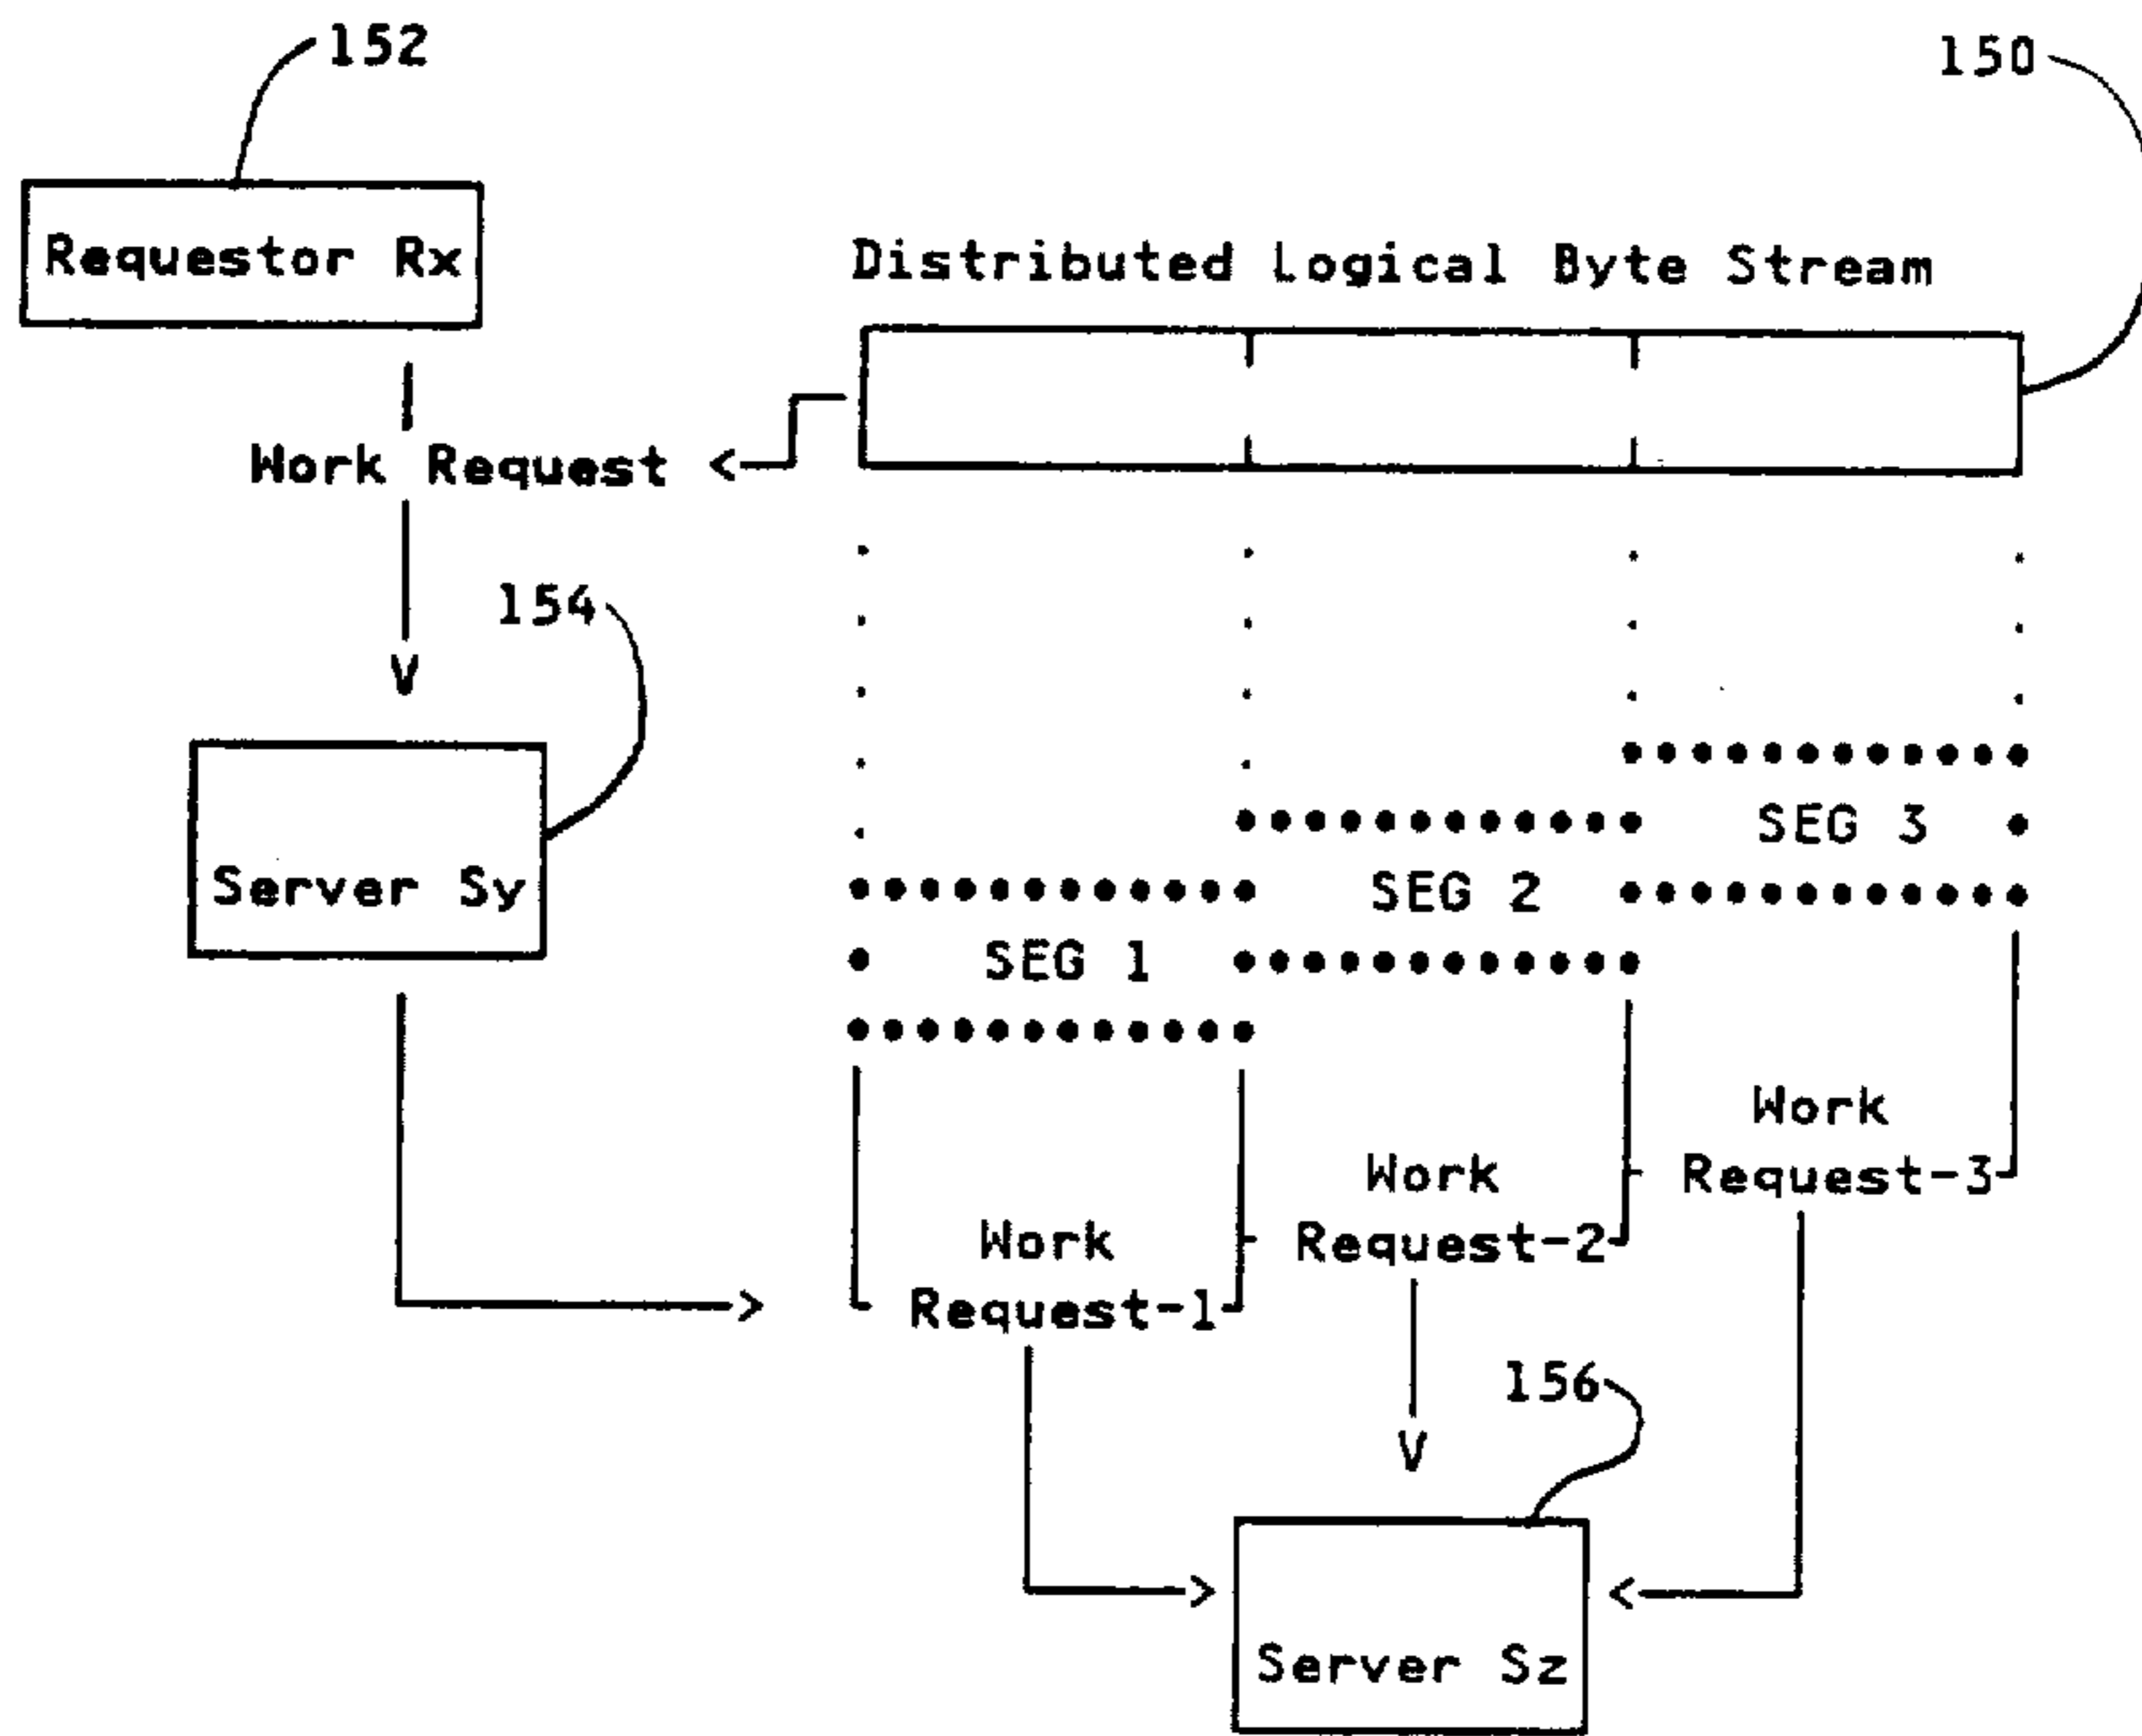 152
150
Requestor Rx
Distributed Logical Byte Stream
Work Request
154
Server Sy
SEG 3
SEG 2
SEG 1
Work
Request-3
Work
Request-2
Work
Request-1
156
Server Sz